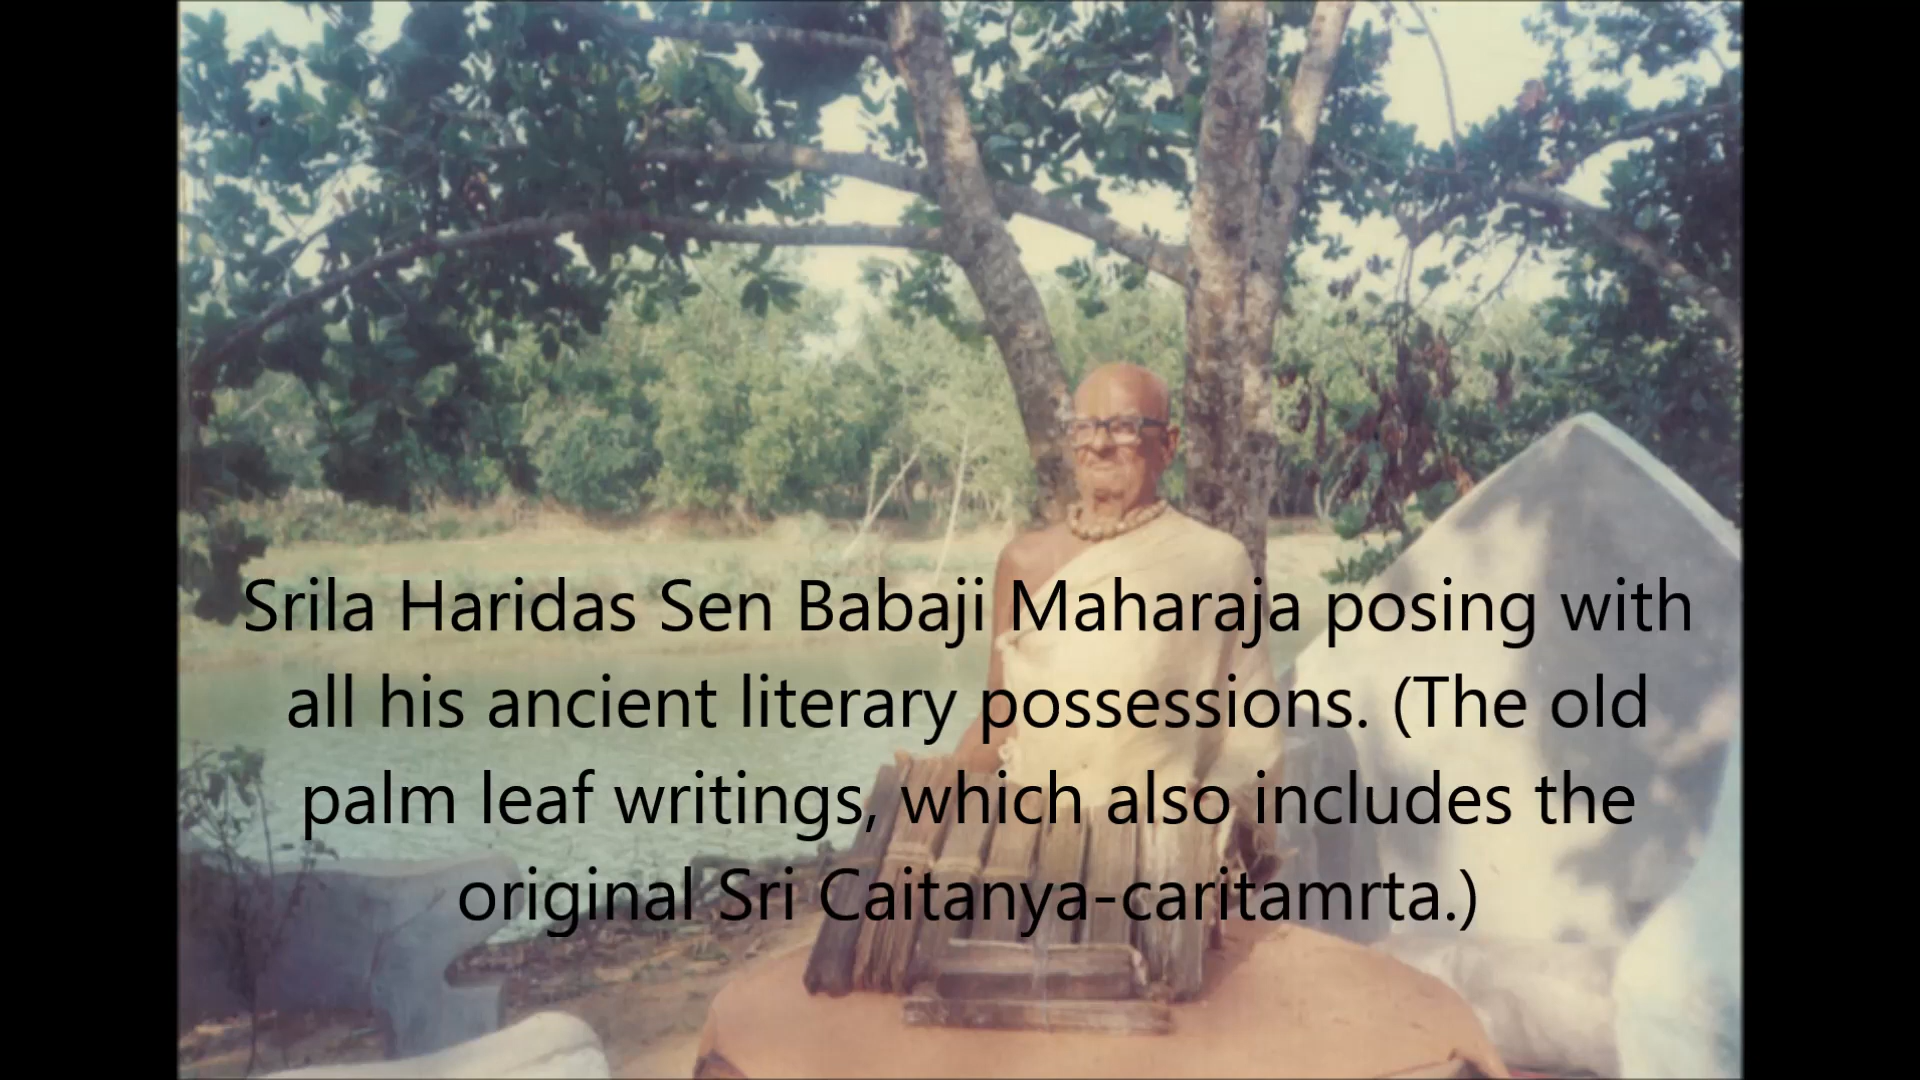 Srila Haridas Sen Babaji Maharaja posing with
all his ancient literary possessions. (The old
palm leaf writings, which also includes the
original Sri Caitanya-caritamrta.)